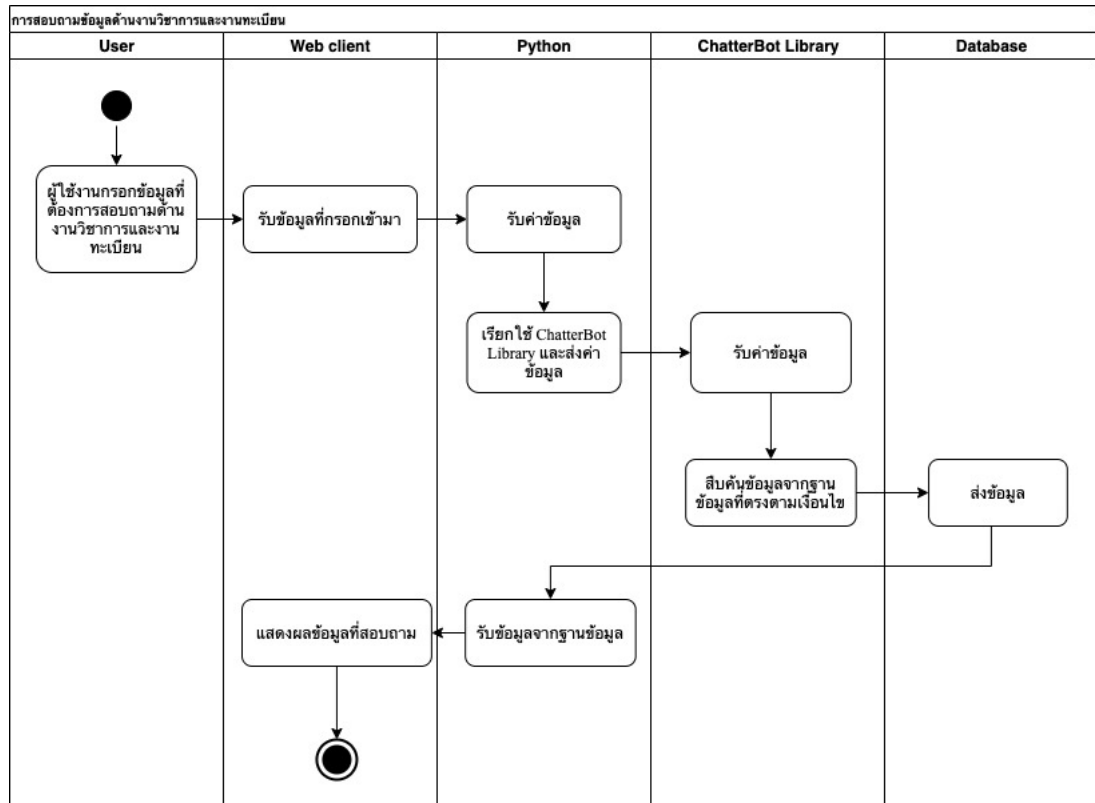 การสอบถามข้อมูลด้านงานวิชาการและงานทะเบียน
User
Web client
Python
ChatterBot Library
Database
ผู้ใช้งานกรอกข้อมูลที่
ต้องการสอบถามด้าน
งานวิชาการและงาน
ทะเบียน
รับข้อมูลที่กรอกเข้ามา
รับค่าข้อมูล
เรียกใช้ ChatterBot
Library และส่งค่า
ข้อมูล
รับค่าข้อมูล
สืบค้นข้อมูลจากฐาน
ข้อมูลที่ตรงตามเงื่อนไข
ส่งข้อมูล
แสดงผลข้อมูลที่สอบถาม
รับข้อมูลจากฐานข้อมูล